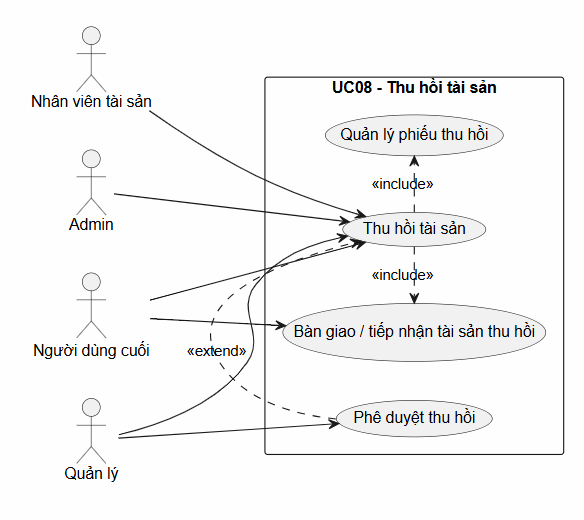 Nhân viên tài sản
UC08 - Thu hồi tài sản
Quản lý phiếu thu hồi
«include»
Admin
Thu hồi tài sản
«include»
Người dùng cuối
«extend»
Bàn giao / tiếp nhận tài sản thu hồi
Phê duyệt thu hồi
Quản lý